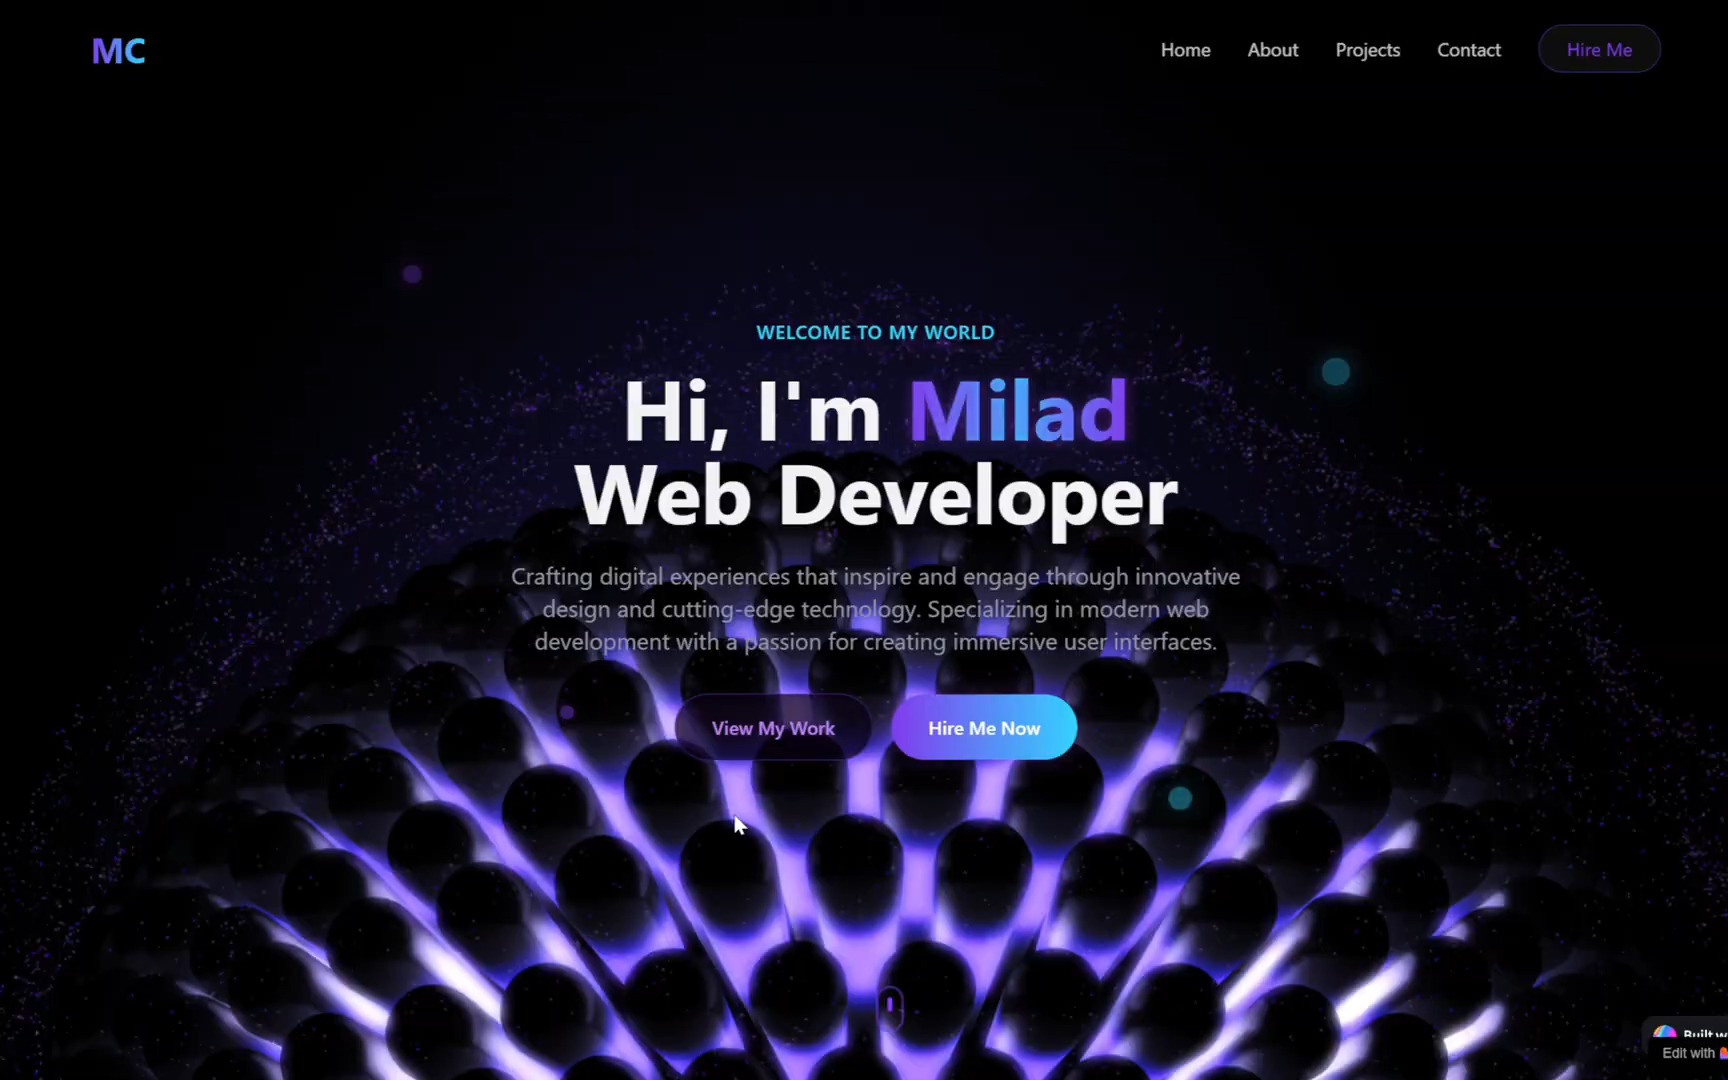 MC
Home
About
Projects
Contact
Hire Me
WELCOME TO MY WORLD
Hi, I'm Milad
Web Developer
Crafting digital experiences that inspire and engage through innovative
design and cutting-edge technology. Specializing in modern web
development with a passion for creating immersive user interfaces.
View My Work
Hire Me Now
Built
Edit with